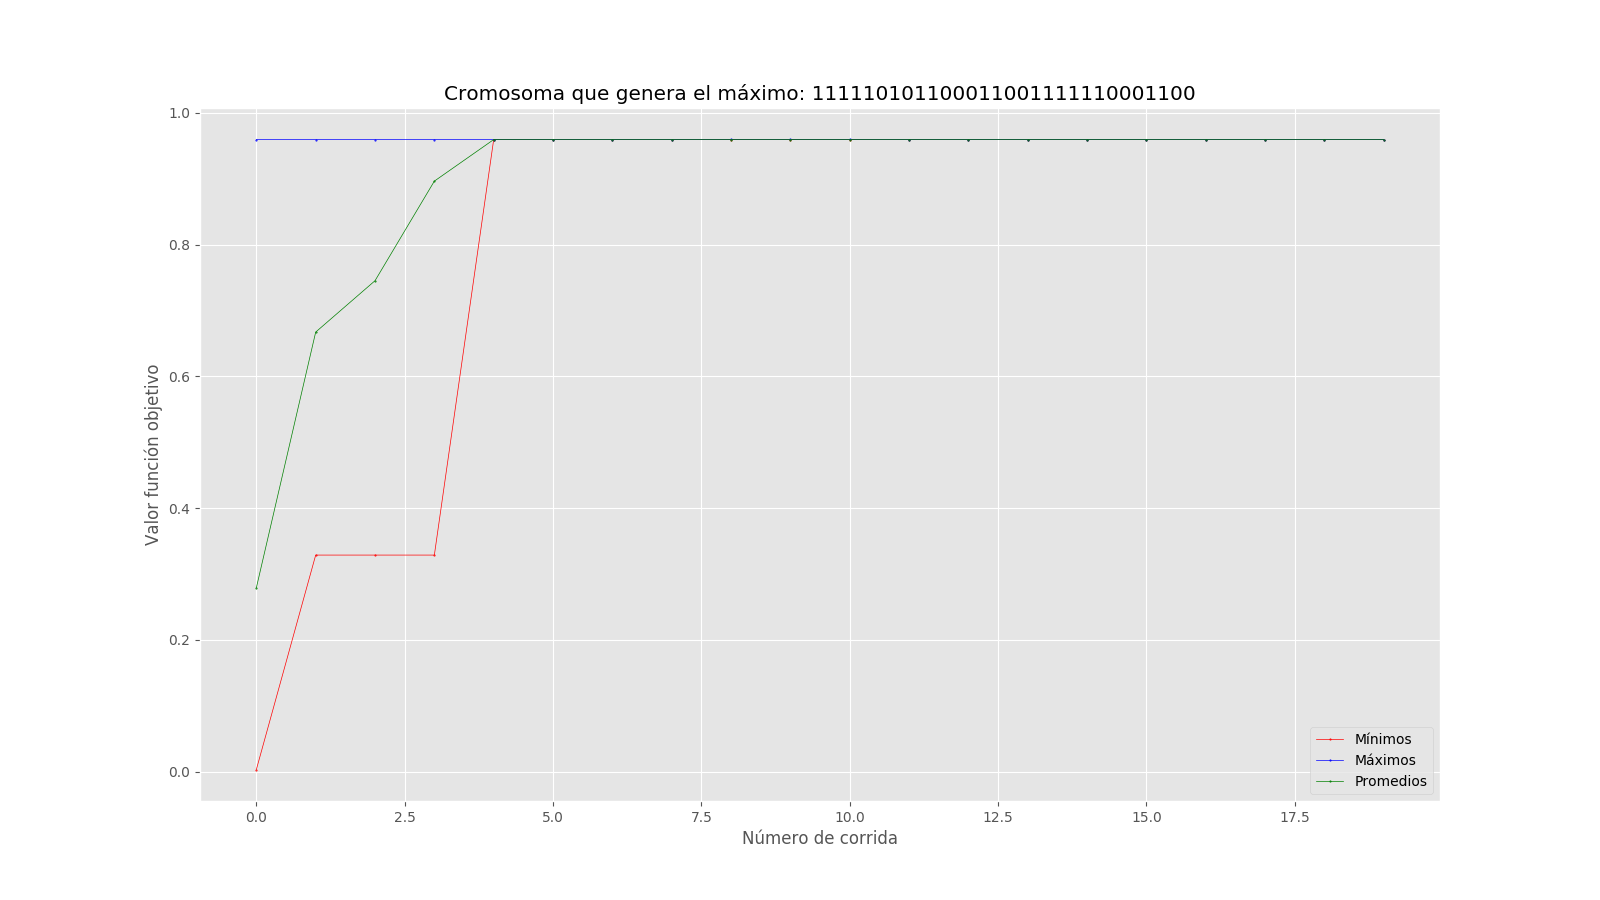 Cromosoma que genera el máximo: 111110101100011001111110001100
Valor función objetivo
1.0
0.8
0.6
0.4
0.2
0.0
0.0 2.5 5.0 7.5 10.0 12.5 15.0 17.5
Número de corrida
Mínimos
Máximos
Promedios